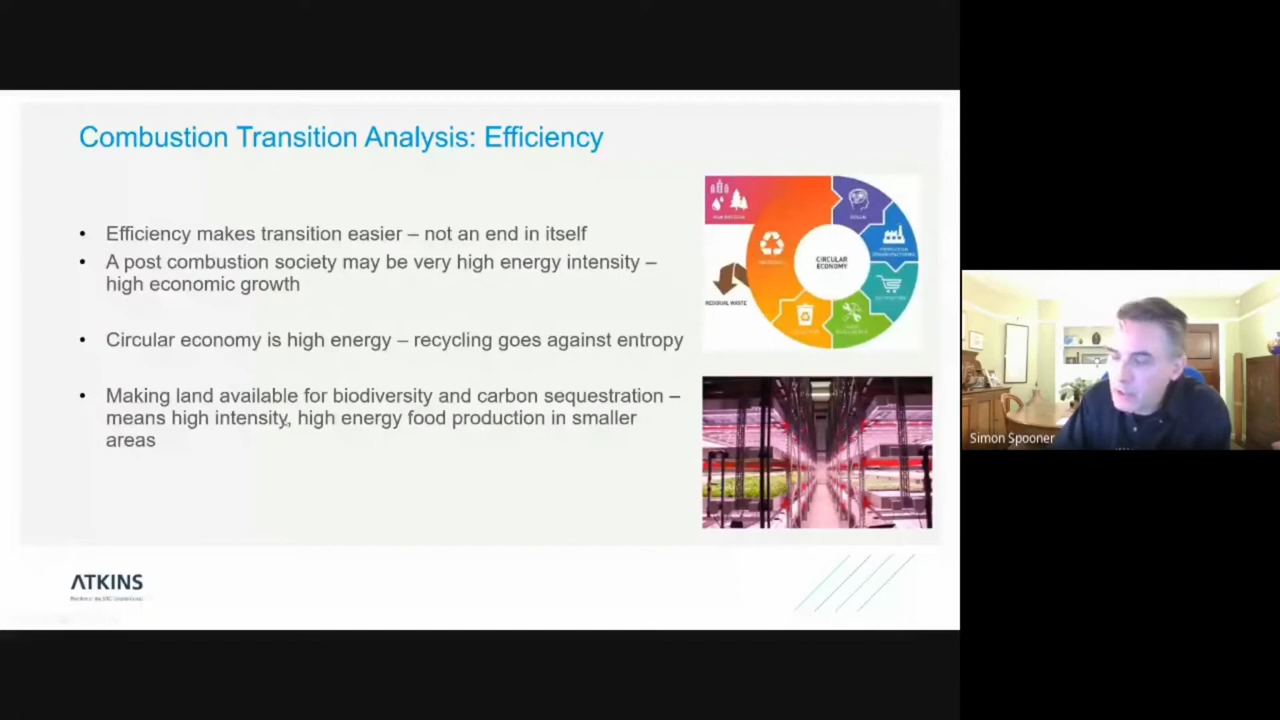 Combustion Transition Analysis: Efficiency
• Efficiency makes transition easier – not an end in itself
• A post combustion society may be very high energy intensity –
high economic growth
• Circular economy is high energy – recycling goes against entropy
• Making land available for biodiversity and carbon sequestration –
means high intensity, high energy food production in smaller
areas
CIRCULAR
ECONOMY
RESIDUAL WASTE
DESIGN
ATKINS
Simon Spooner